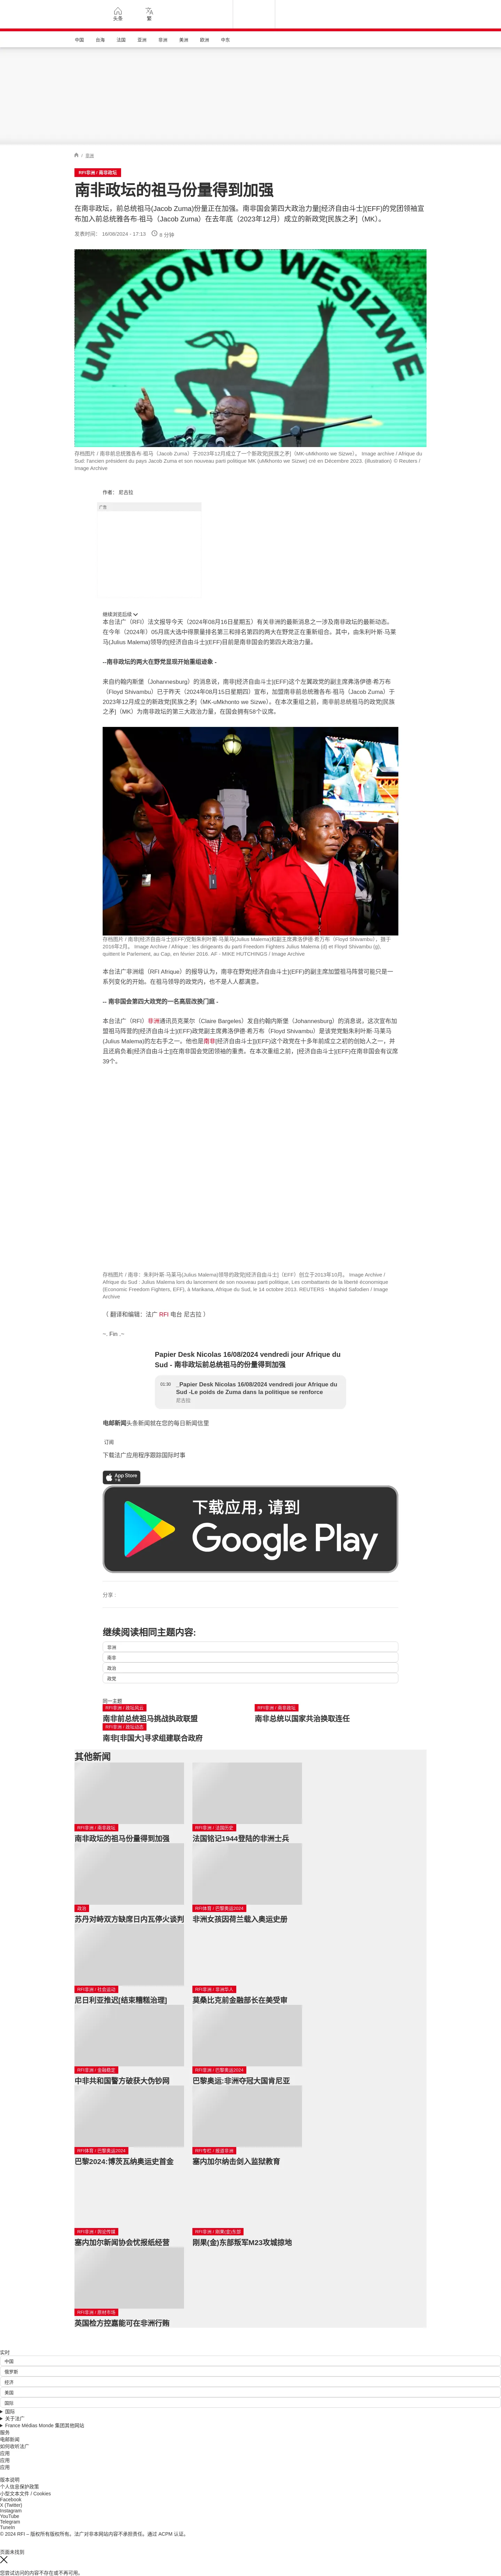 头条
繁
中国
台海
法国
亚洲
非洲
美洲
欧洲
中东
/ 非洲
RFI非洲 / 南非政坛
南非政坛的祖马份量得到加强
在南非政坛，前总统祖马(Jacoba Zuma)份量正在加强。南非国会第四大政治力量[经济自由斗士](EFF)的党团领袖宣布加入前总统雅各布·祖马（Jacoba Zuma）在去年底（2023年12月）成立的新政党[民族之矛]（MK）。
发表时间： 16/08/2024 - 17:13
4 分钟
UMKHONTO WESIZWE
存档图片 / 南非前总统雅各布·祖马（Jacob Zuma）于2023年12月成立了一个新政党[民族之矛]（MK-uMkhonto we Sizwe）。 Image archive / Afrique du Sud: l'ancien président du pays Jacob Zuma et son nouveau parti politique MK (uMkhonto we Sizwe) cré en Décembre 2023. (Illustration) © Reuters / Image Archive
作者： 尼古拉
广告
继续浏览后续
本台法广（RFI）法文报导今天（2024年08月16日星期五）有关非洲的最新消息之一涉及南非政坛的最新动态。在今年（2024年）05月底大选中得票量排名第三和排名第四的两大在野党正在重新组合。其中，由朱利叶斯·马莱马(Julius Malema)领导的[经济自由斗士](EFF)目前是南非国会的第四大政治力量。
--南非政坛的两大在野党显现开始重组迹象 -
来自约翰内斯堡（Johannesburg）的消息说，南非[经济自由斗士](EFF)这个左翼政党的副主席弗洛伊德·希万布（Floyd Shivambu）已于昨天（2024年08月15日星期四）宣布，加盟南非前总统雅各布·祖马（Jacob Zuma）于2023年12月成立的新政党[民族之矛]（MK-uMkhonto we Sizwe）。在本次重组之前，南非前总统祖马的政党[民族之矛]（MK）为南非政坛的第三大政治力量，在国会拥有58个议席。
存档图片 / 南非[经济自由斗士](EFF)党魁朱利叶斯·马莱马(Julius Malema)和副主席弗洛伊德·希万布（Floyd Shivambu）。摄于2016年2月。 Image Archive / Afrique : les dirigeants du parti Freedom Fighters Julius Malema (d) et Floyd Shivambu (g), quittent le Parlement, au Cap, en février 2016. AF - MIKE HUTCHINGS / Image Archive
本台法广非洲组（RFI Afrique）的报导认为，南非在野党[经济自由斗士](EFF)的副主席加盟祖马阵营可能只是一系列变化的开始。在祖马领导的政党内，也不是人人都满意。
-- 南非国会第四大政党的一名高层改换门庭 -
本台法广（RFI）非洲通讯员克莱尔（Claire Bargeles）发自约翰内斯堡（Johannesburg）的消息说，这次宣布加盟祖马阵营的[经济自由斗士](EFF)政党副主席弗洛伊德·希万布（Floyd Shivambu）是该党党魁朱利叶斯·马莱马(Julius Malema)的左右手之一。他也是南非[经济自由斗士](EFF)这个政党在十多年前成立之初的创始人之一，并且还肩负着[经济自由斗士]]在南非国会党团领袖的重责。在本次重组之前，[经济自由斗士](EFF)在南非国会有议席39个。
存档图片 / 南非：朱利叶斯·马莱马(Julius Malema)领导的政党[经济自由斗士]（EFF）创立于2013年10月。 Image Archive / Afrique du Sud : Julius Malema lors du lancement de son nouveau parti politique, Les combattants de la liberté économique (Economic Freedom Fighters, EFF), à Marikana, Afrique du Sud, le 14 octobre 2013. REUTERS - Mujahid Safodien / Image Archive
（ 翻译和编辑：法广 RFI 电台 尼古拉 ）
~. Fin .~
Papier Desk Nicolas 16/08/2024 vendredi jour Afrique du Sud - 南非政坛前总统祖马的份量得到加强
01:30
_Papier Desk Nicolas 16/08/2024 vendredi jour Afrique du Sud -Le poids de Zuma dans la politique se renforce
尼古拉
电邮新闻头条新闻就在您的每日新闻信里
订阅
下载法广应用程序跟踪国际时事
App Store
下载
下载应用，请到
Google Play
分享 :
继续阅读相同主题内容:
非洲
南非
政治
政党
同一主题
RFI非洲 / 政坛风云
南非前总统祖马挑战执政联盟
RFI非洲 / 南非政坛
南非总统以国家共治换取连任
RFI非洲 / 政坛动态
南非[非国大]寻求组建联合政府
其他新闻
RFI非洲 / 南非政坛
南非政坛的祖马份量得到加强
RFI非洲 / 法国历史
法国铭记1944登陆的非洲士兵
政治
苏丹对峙双方缺席日内瓦停火谈判
RFI体育 / 巴黎奥运2024
非洲女孩因荷兰载入奥运史册
RFI非洲 / 社会运动
尼日利亚推迟[结束糟糕治理]
RFI非洲 / 非洲华人
莫桑比克前金融部长在美受审
RFI非洲 / 金融稳定
中非共和国警方破获大伪钞网
RFI非洲 / 巴黎奥运2024
巴黎奥运:非洲夺冠大国肯尼亚
RFI体育 / 巴黎奥运2024
巴黎2024:博茨瓦纳奥运史首金
RFI专栏 / 曼晨非洲
塞内加尔纳击剑入监狱教育
RFI非洲 / 舆论传媒
塞内加尔新闻协会忧报纸经营
RFI非洲 / 刚果(金)东部
刚果(金)东部叛军M23攻城掠地
RFI非洲 / 原材市场
英国检方控嘉能可在非洲行贿
实时
中国
俄罗斯
经济
美国
国际
国际
关于法广
France Médias Monde 集团其他网站
服务
电邮新闻
如何收听法广
应用
应用
应用
版本说明
个人信息保护政策
小型文本文件 / Cookies
Facebook
X (Twitter)
Instagram
YouTube
Telegram
TuneIn
© 2024 RFI – 版权所有版权所有。法广对非本网站内容不承担责任。通过 ACPM 认证。
页面未找到
您尝试访问的内容不存在或不再可用。